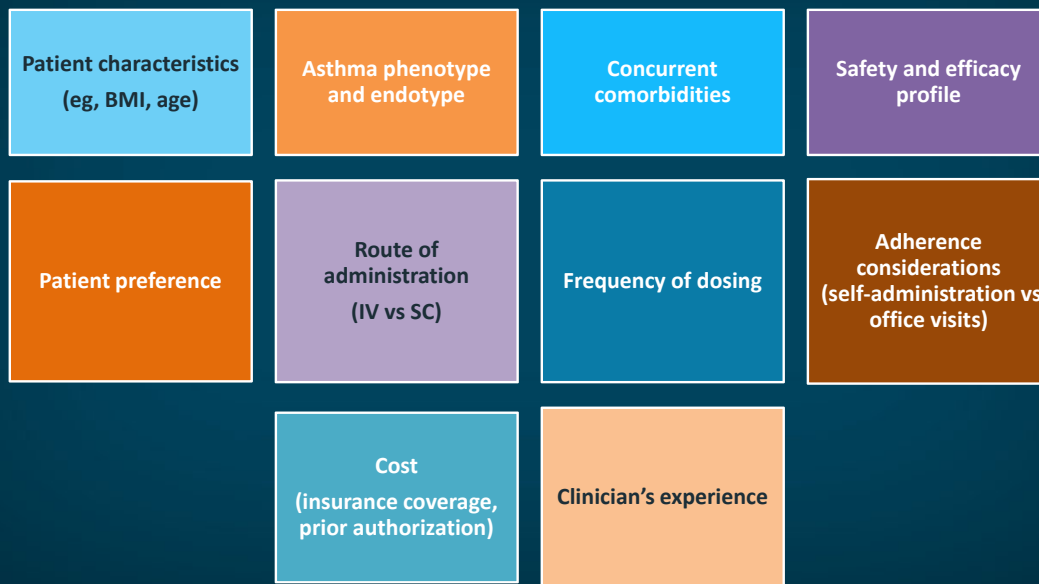 Patient characteristics
(eg, BMI, age)
Asthma phenotype
and endotype
Concurrent
comorbidities
Safety and efficacy
profile
Patient preference
Route of
administration
(IV vs SC)
Frequency of dosing
Adherence
considerations
(self-administration vs
office visits)
Cost
(insurance coverage,
prior authorization)
Clinician's experience